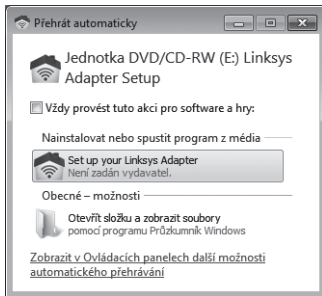 Přehrát automaticky
Jednotka DVD/CD-RW (E:) Linksys
Adapter Setup
Vždy provést tuto akci pro software a hry:
Nainstalovat nebo spustit program z média
Set up your Linksys Adapter
Není zadán vydavatel.
Obecné – možnosti
Otevřít složku a zobrazit soubory
pomocí programu Průzkumník Windows
Zobrazit v Ovládacích panelech další možnosti
automatického přehrávání